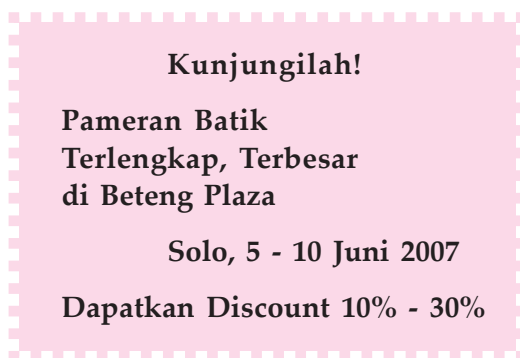 Kunjungilah!
Pameran Batik
Terlengkap, Terbesar
di Beteng Plaza
Solo, 5 - 10 Juni 2007
Dapatkan Discount 10% - 30%